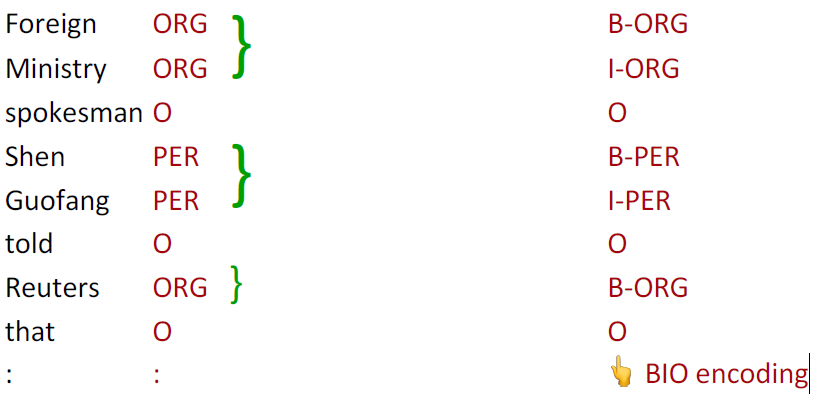 Foreign ORG } B-ORG
Ministry ORG I-ORG
spokesman O O
Shen PER } B-PER
Guofang PER I-PER
told O O
Reuters ORG } B-ORG
that O O
: : 👆 BIO encoding